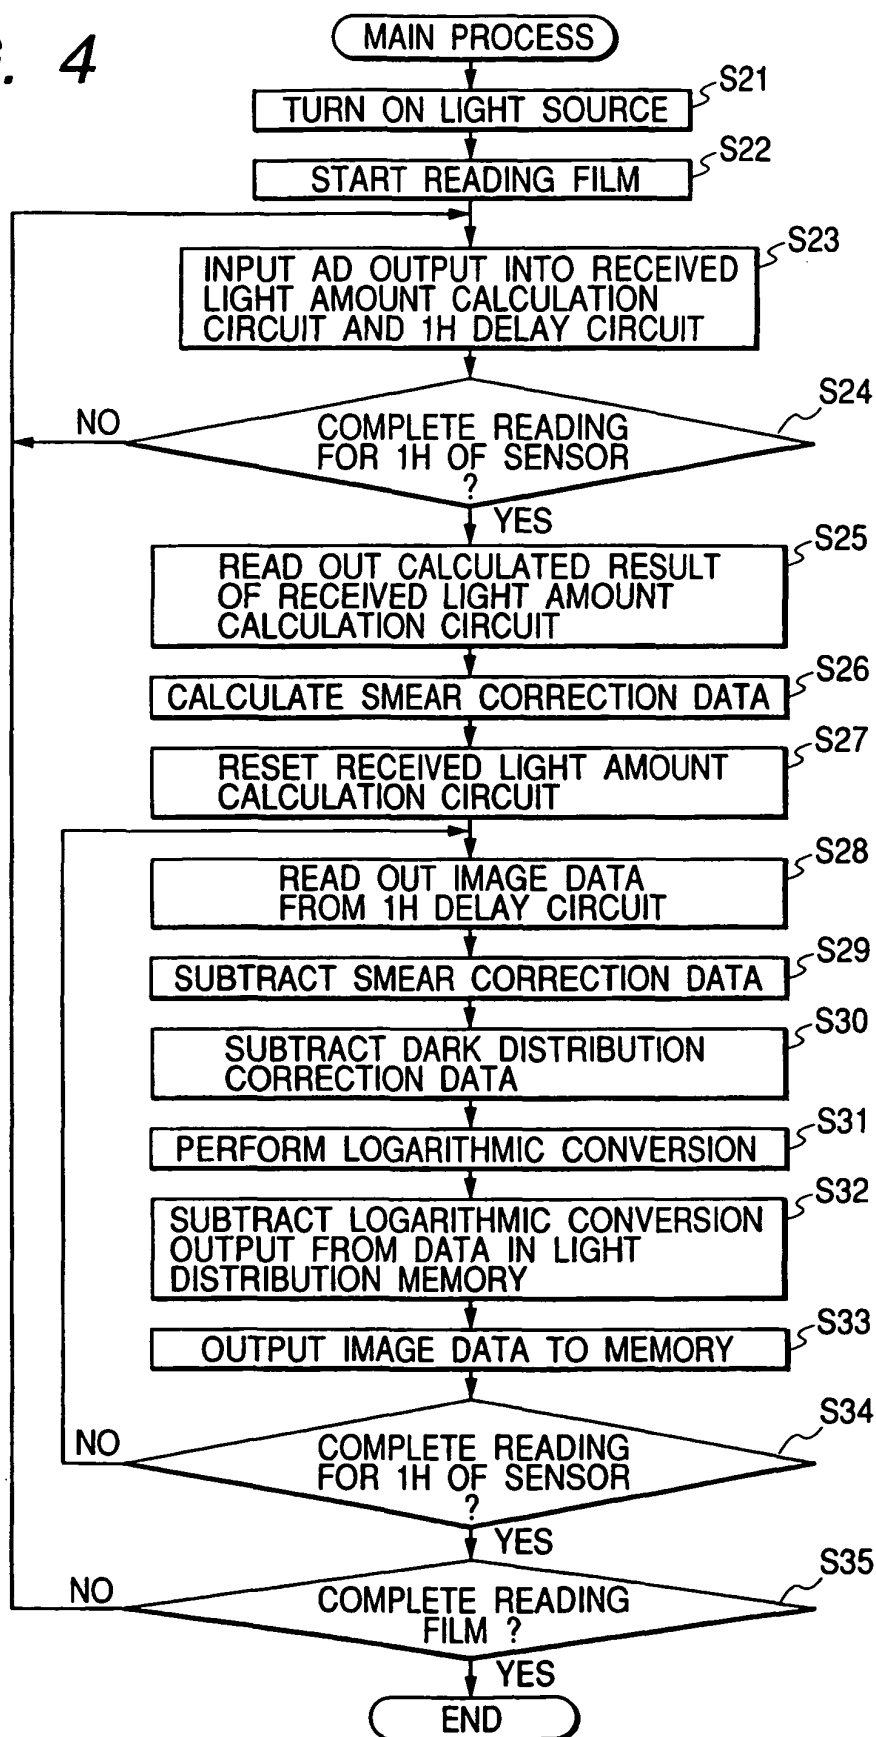 . 4
MAIN PROCESS
S21
TURN ON LIGHT SOURCE
S22
START READING FILM
S23
INPUT AD OUTPUT INTO RECEIVED
LIGHT AMOUNT CALCULATION
CIRCUIT AND 1H DELAY CIRCUIT
S24
NO
COMPLETE READING
FOR 1H OF SENSOR
?
YES
S25
READ OUT CALCULATED RESULT
OF RECEIVED LIGHT AMOUNT
CALCULATION CIRCUIT
S26
CALCULATE SMEAR CORRECTION DATA
S27
RESET RECEIVED LIGHT AMOUNT
CALCULATION CIRCUIT
S28
READ OUT IMAGE DATA
FROM 1H DELAY CIRCUIT
S29
SUBTRACT SMEAR CORRECTION DATA
S30
SUBTRACT DARK DISTRIBUTION
CORRECTION DATA
S31
PERFORM LOGARITHMIC CONVERSION
S32
SUBTRACT LOGARITHMIC CONVERSION
OUTPUT FROM DATA IN LIGHT
DISTRIBUTION MEMORY
S33
OUTPUT IMAGE DATA TO MEMORY
S34
NO
COMPLETE READING
FOR 1H OF SENSOR
?
YES
S35
NO
COMPLETE READING
FILM ?
YES
END